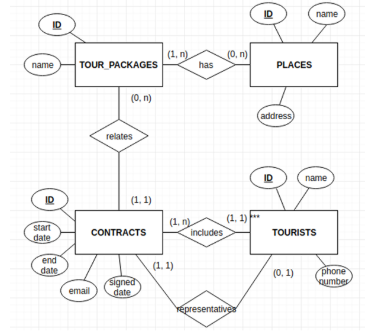 ID
ID
name
name
TOUR_PACKAGES
(1, n)
has
(0, n)
PLACES
(0, n)
address
relates
ID
ID
name
(1, 1)
start
date
CONTRACTS
(1, n)
includes
(1, 1) ***
TOURISTS
end
date
(1, 1)
(0, 1)
phone
number
email
signed
date
representatives